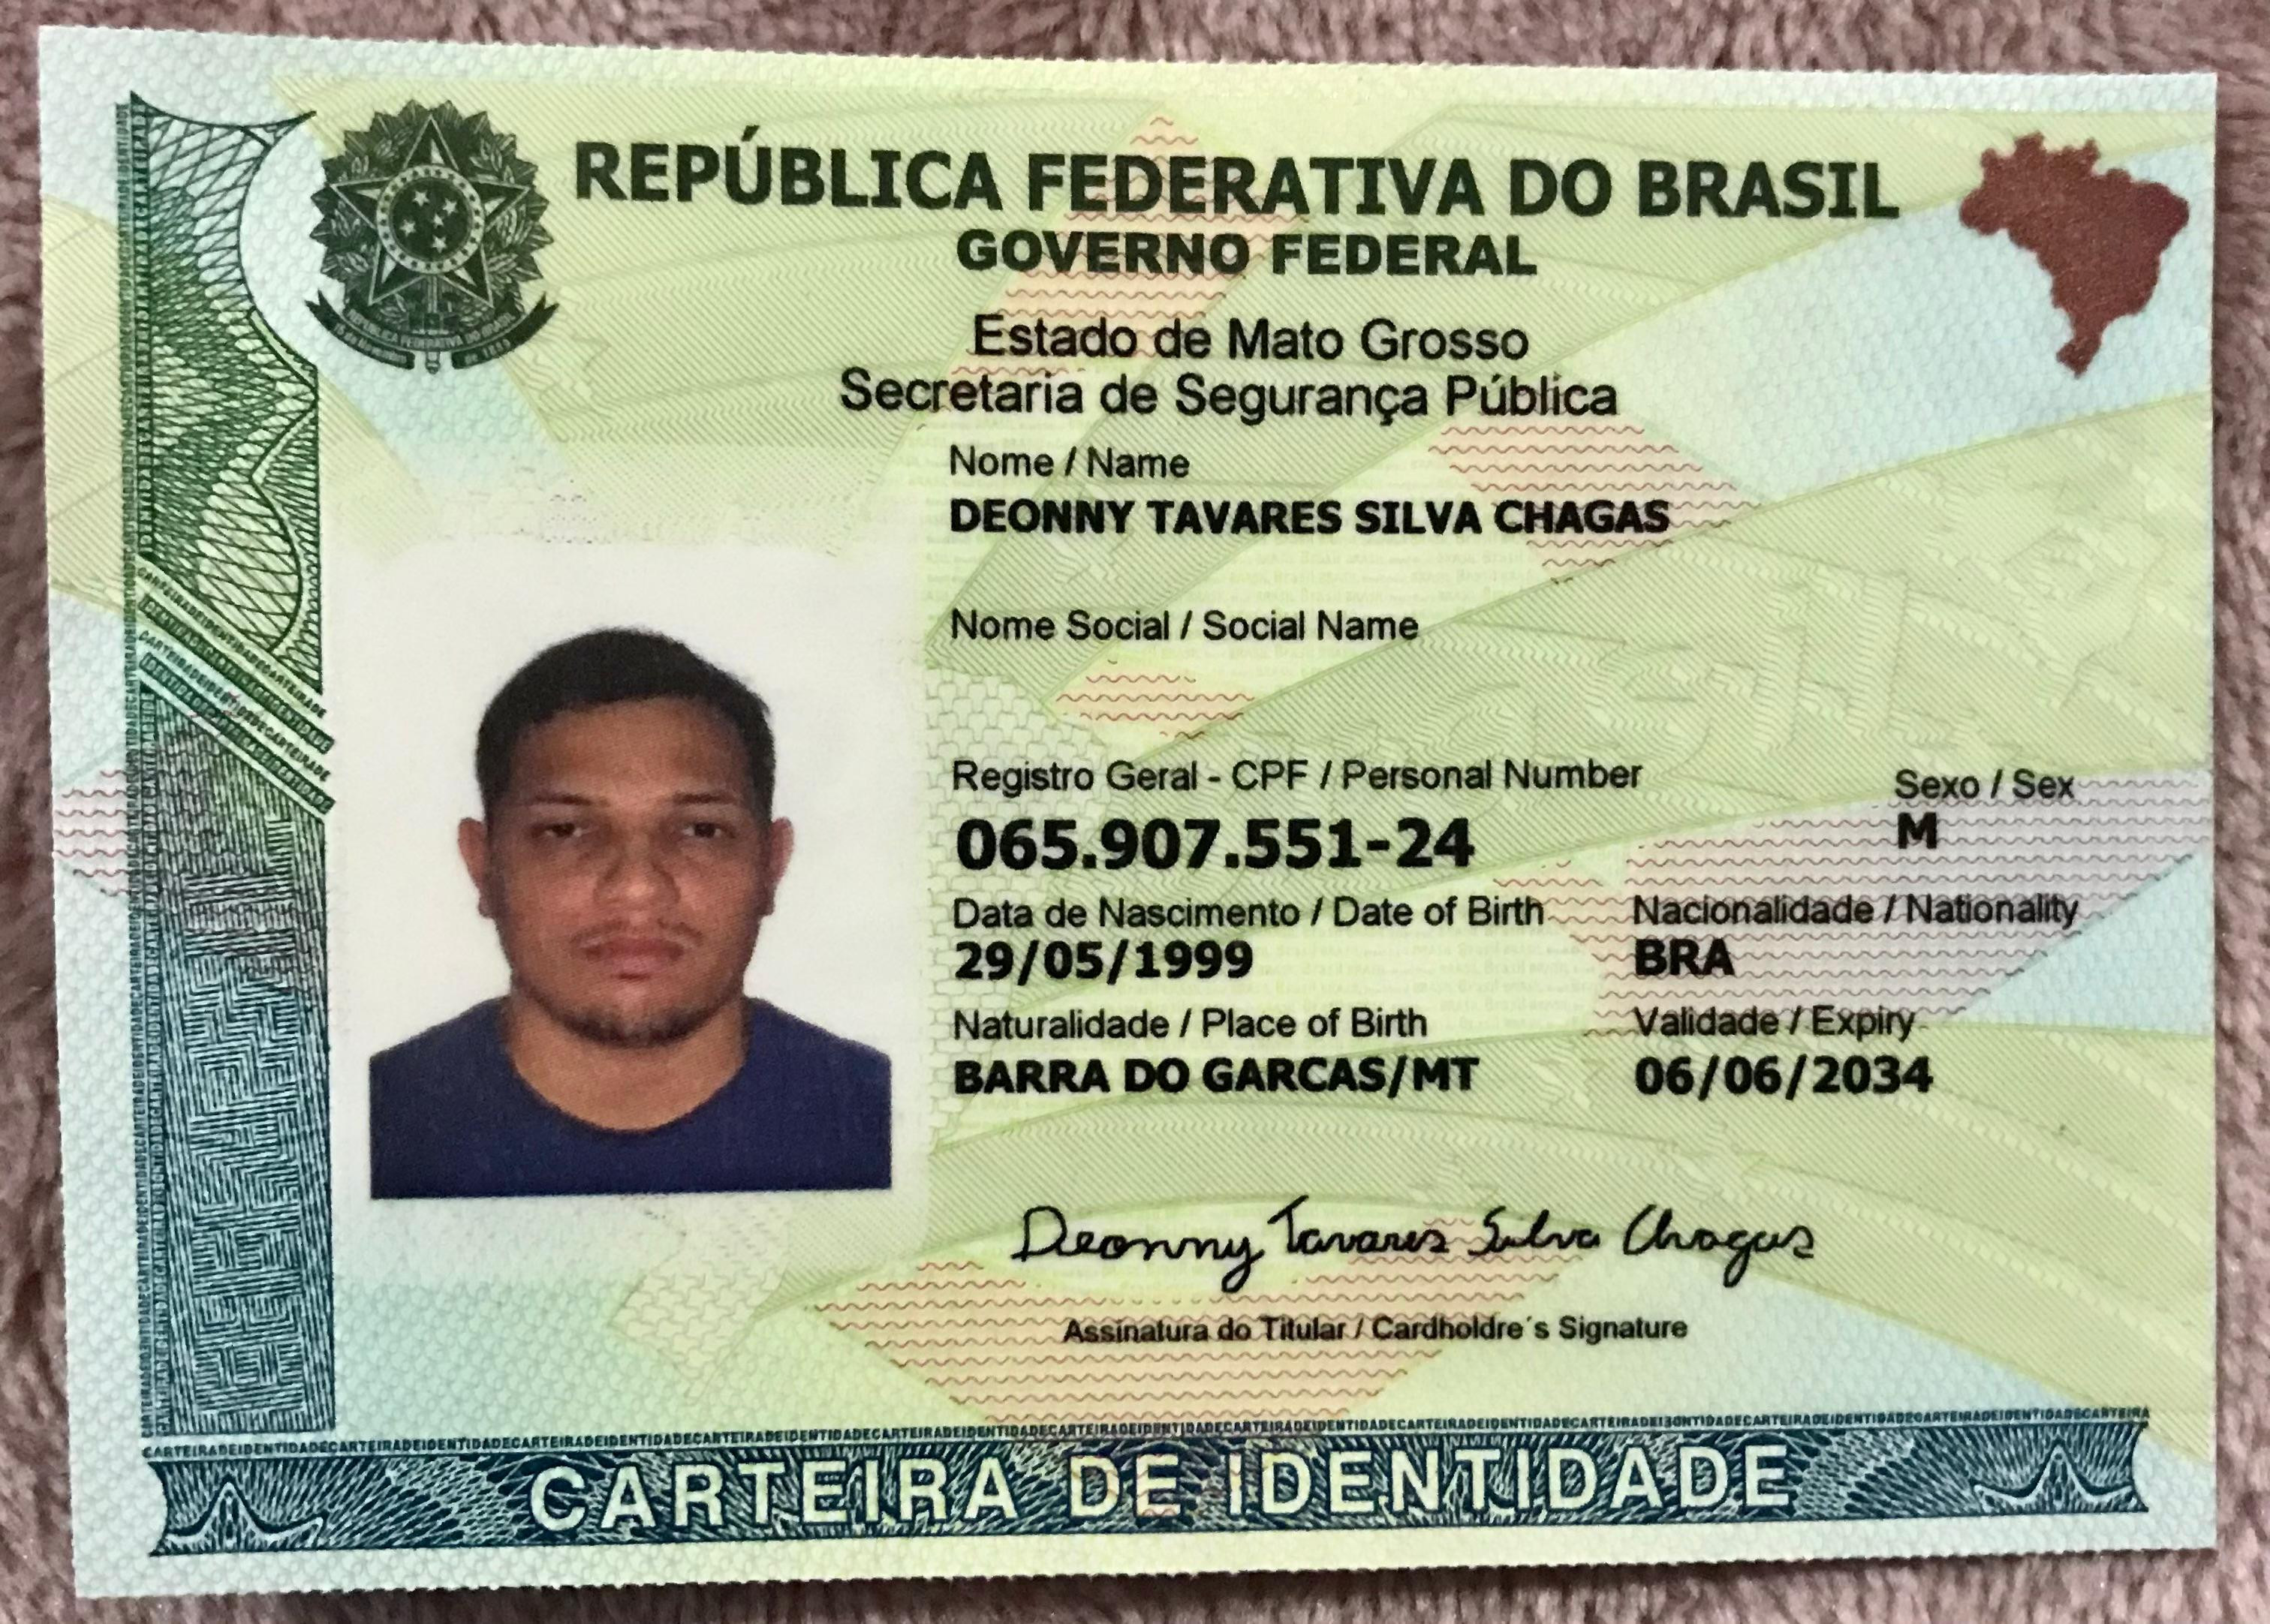 REPÚBLICA FEDERATIVA DO BRASIL
GOVERNO FEDERAL
Estado de Mato Grosso
Secretaria de Segurança Pública
Nome / Name
DEONNY TAVARES SILVA CHAGAS
Nome Social / Social Name
Registro Geral - CPF / Personal Number
065.907.551-24
Sexo / Sex
M
Data de Nascimento / Date of Birth
29/05/1999
Nacionalidade / Nationality
BRA
Naturalidade / Place of Birth
BARRA DO GARCAS/MT
Validade / Expiry
06/06/2034
Deonny Tavares Silva Chagas
Assinatura do Titular / Cardholdre´s Signature
CARTEIRA DE IDENTIDADE